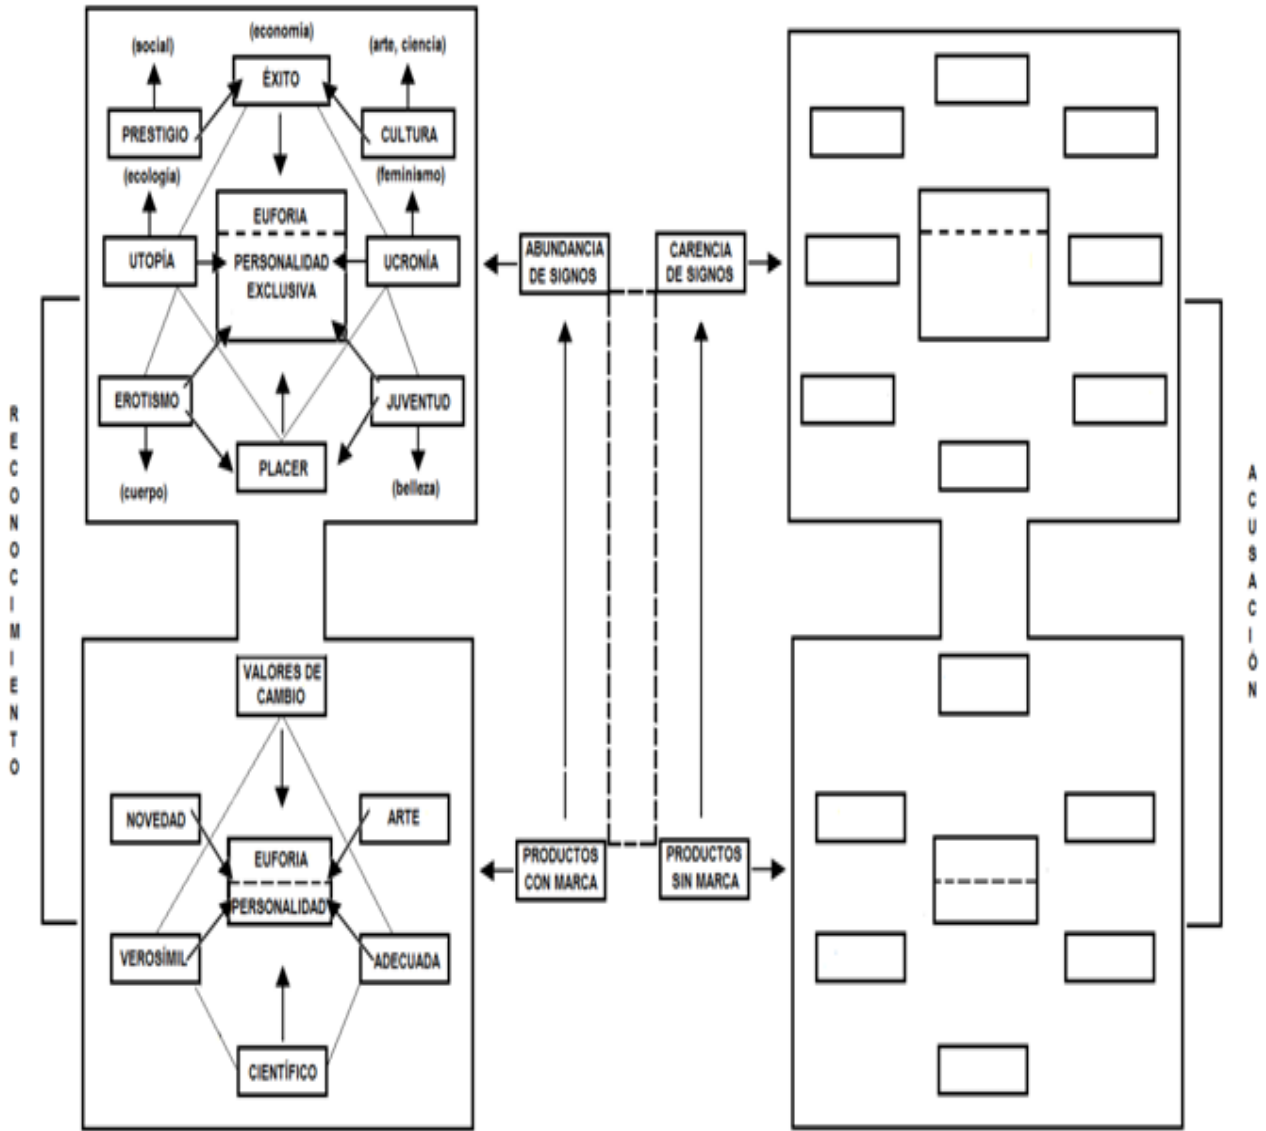 (economía)
(social)
(arte, ciencia)
ÉXITO
PRESTIGIO
CULTURA
(ecología)
(feminismo)
EUFORIA
UTOPÍA
PERSONALIDAD
EXCLUSIVA
UCRONÍA
EROTISMO
JUVENTUD
PLACER
(cuerpo)
(belleza)
ABUNDANCIA
DE SIGNOS
CARENCIA
DE SIGNOS
RECONOCIMIENTO
ACUSACIÓN
VALORES DE
CAMBIO
NOVEDAD
ARTE
EUFORIA
PERSONALIDAD
VEROSÍMIL
ADECUADA
CIENTÍFICO
PRODUCTOS
CON MARCA
PRODUCTOS
SIN MARCA